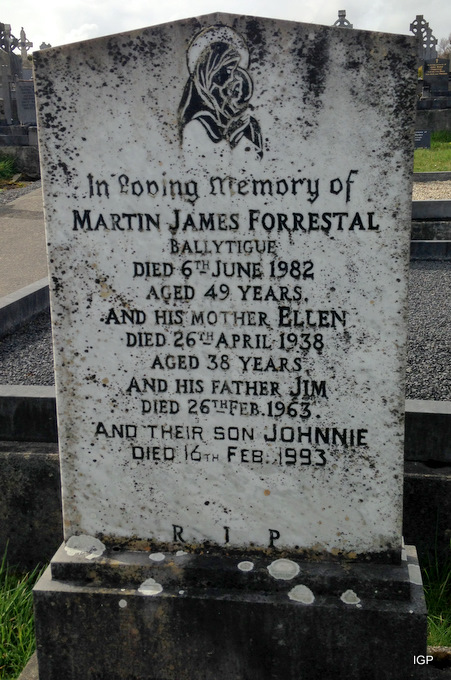 In Loving Memory of
MARTIN JAMES FORRESTAL
BALLYTIGUE
DIED 6TH JUNE 1982
AGED 49 YEARS.
AND HIS MOTHER ELLEN
DIED 26TH APRIL 1938
AGED 38 YEARS
AND HIS FATHER JIM
DIED 26TH FEB. 1963.
AND THEIR SON JOHNNIE
DIED 16TH FEB. 1993
R I P
IGP